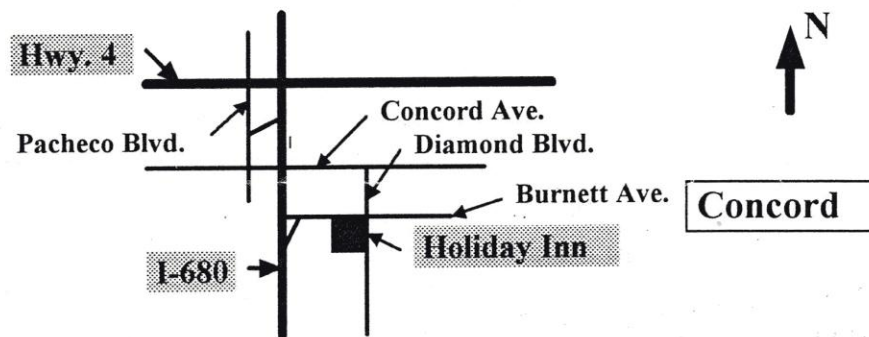 N
Hwy. 4
Concord Ave.
Pacheco Blvd.
Diamond Blvd.
Burnett Ave.
Concord
Holiday Inn
I-680